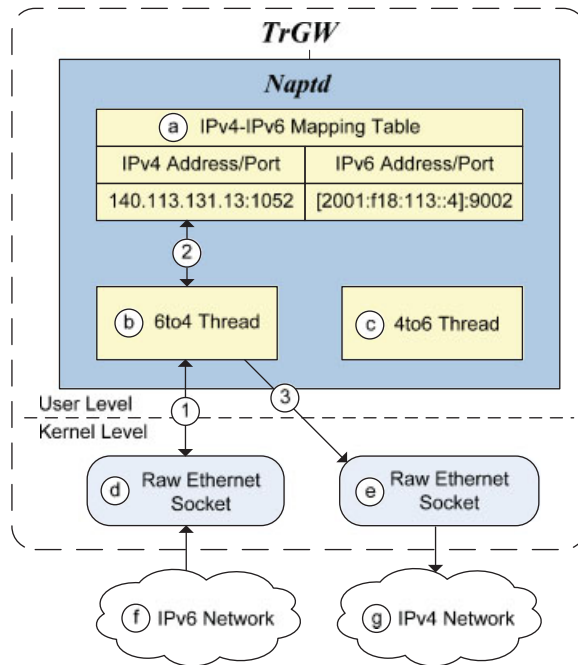 TrGW
Naptd
a IPv4-IPv6 Mapping Table
IPv4 Address/Port IPv6 Address/Port
140.113.131.13:1052 [2001:f18:113::4]:9002
2
b 6to4 Thread
c 4to6 Thread
1
3
User Level
Kernel Level
d Raw Ethernet
Socket
e Raw Ethernet
Socket
f IPv6 Network
g IPv4 Network